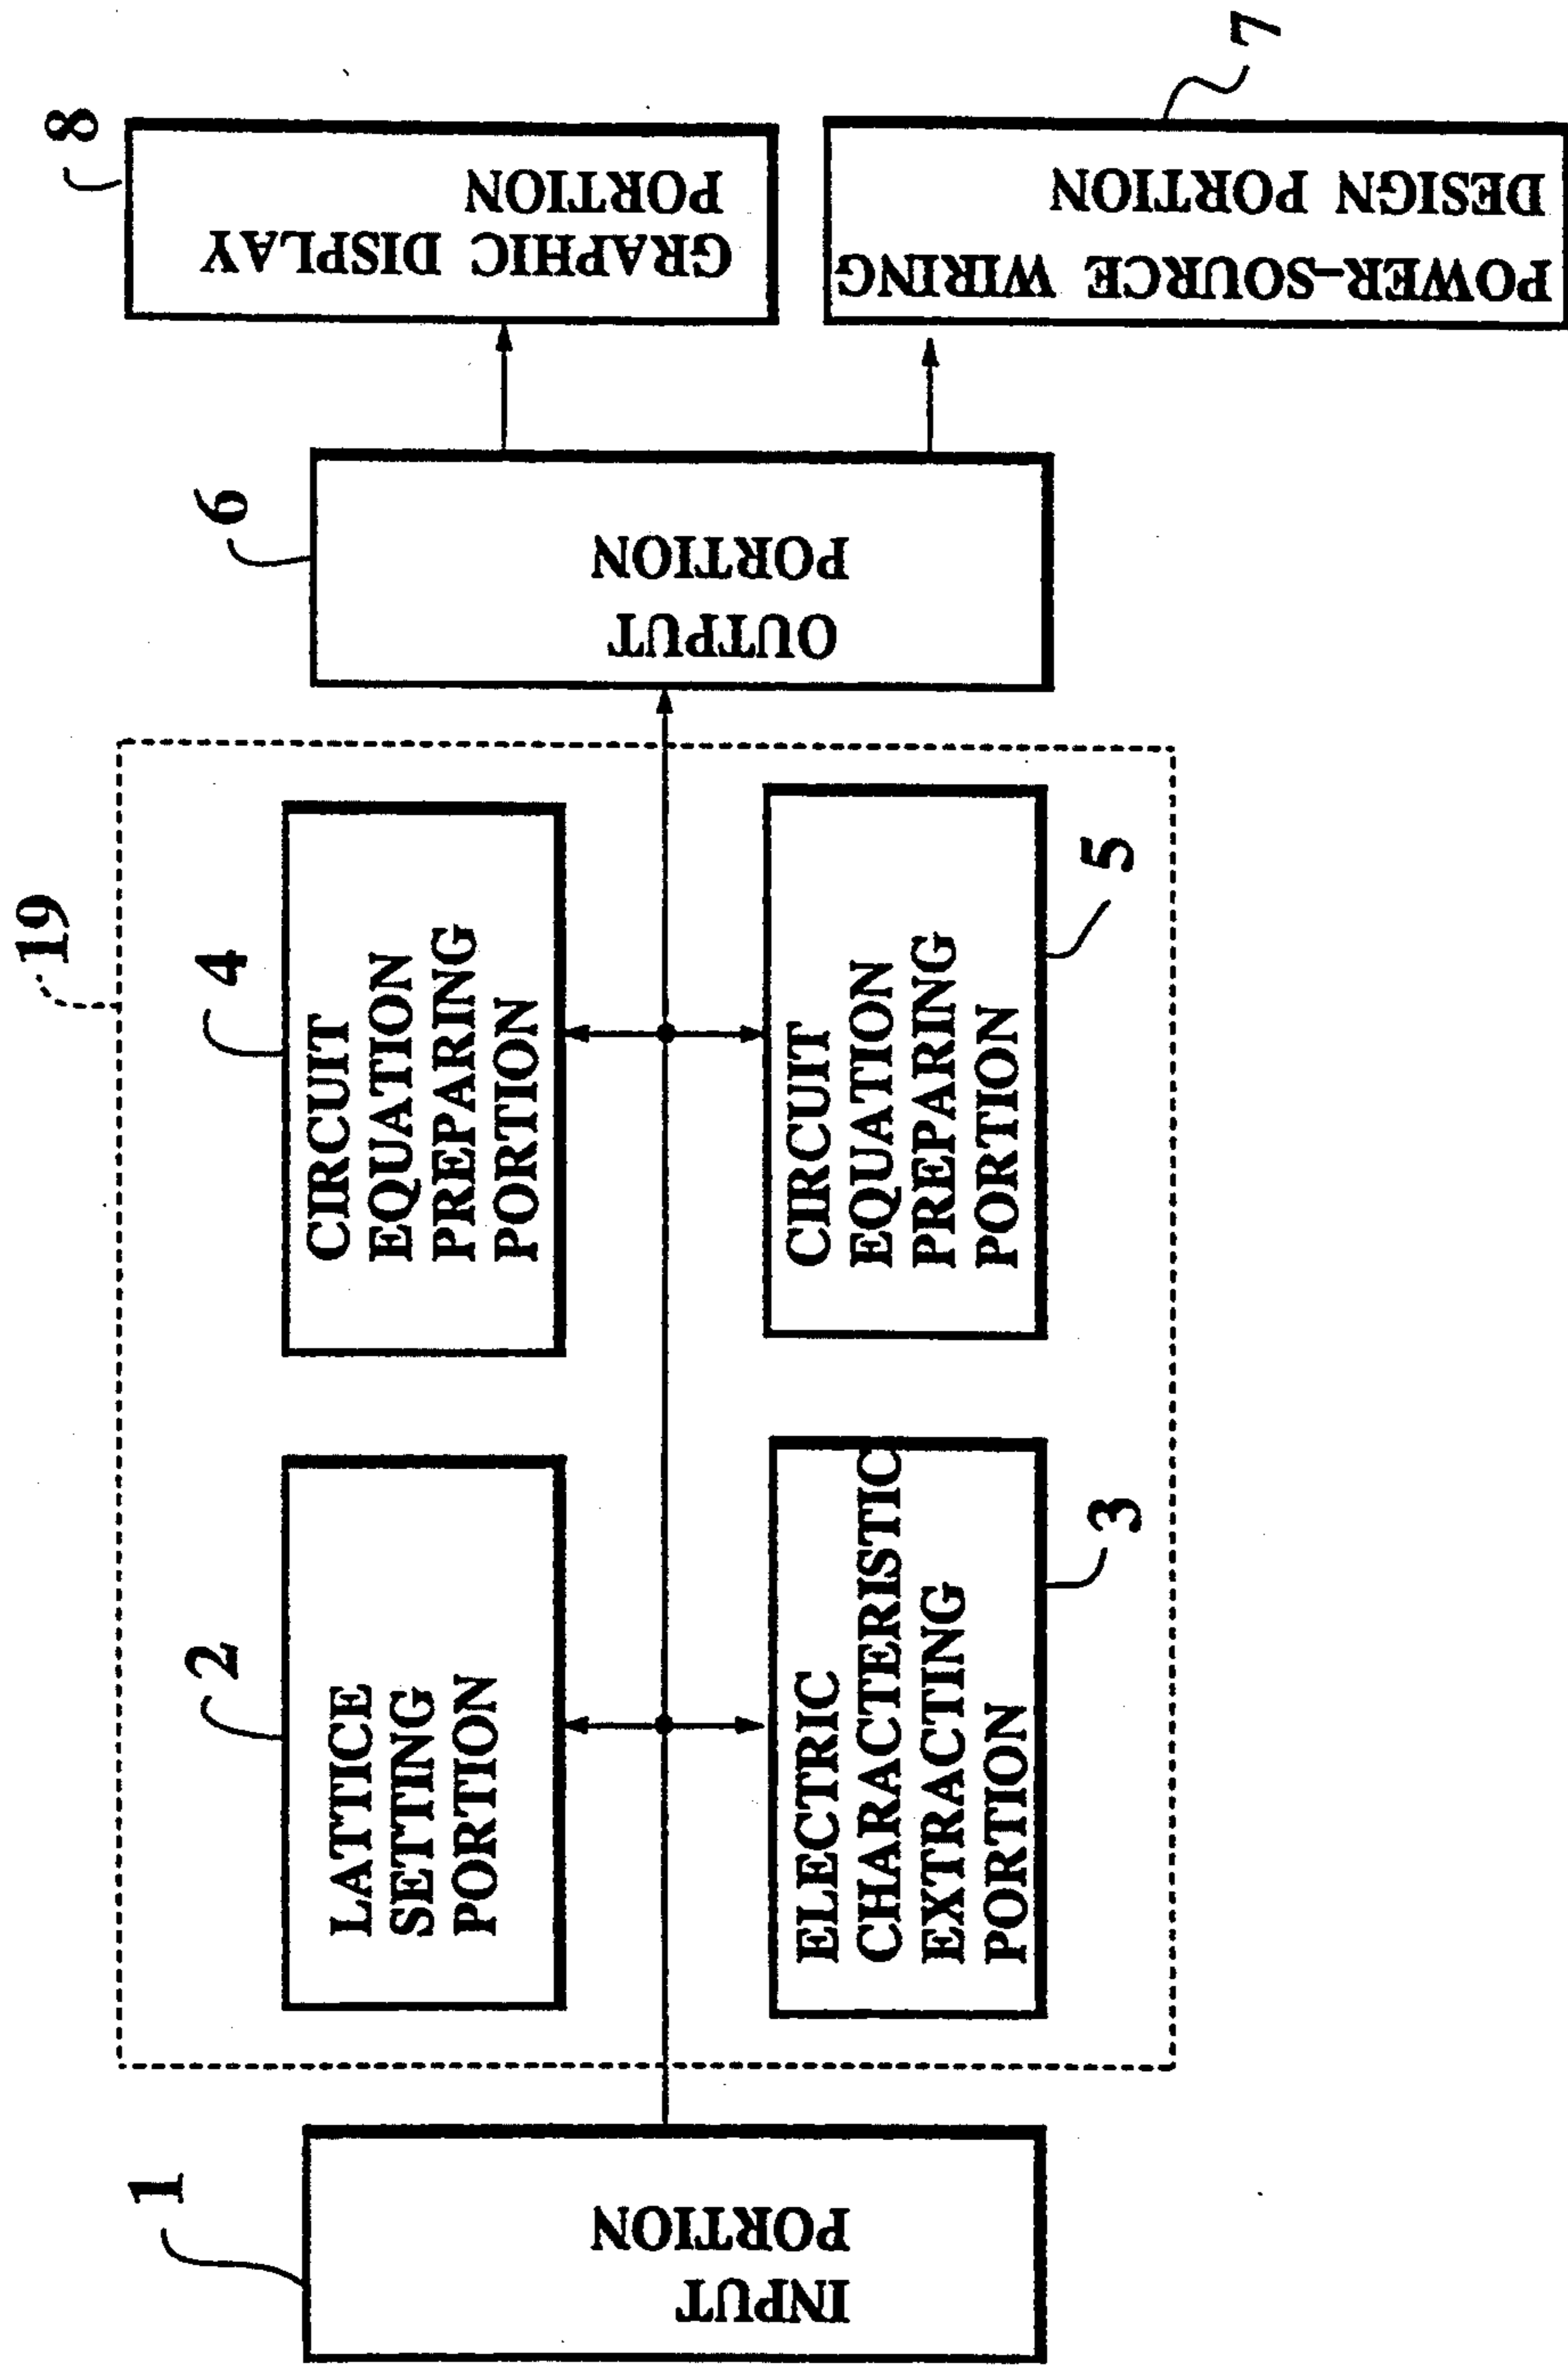 1
INPUT
PORTION
19
2
LATTICE
SETTING
PORTION
3
ELECTRIC
CHARACTERISTIC
EXTRACTING
PORTION
4
CIRCUIT
EQUATION
PREPARING
PORTION
5
CIRCUIT
EQUATION
PREPARING
PORTION
6
OUTPUT
PORTION
8
GRAPHIC DISPLAY
PORTION
7
POWER-SOURCE WIRING
DESIGN PORTION